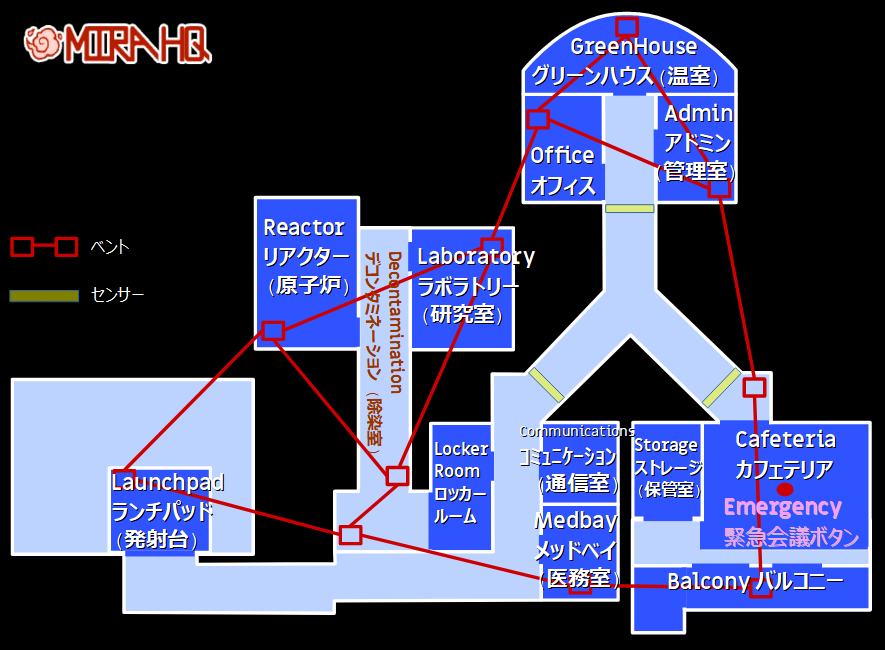 MIRA HQ
GreenHouse
グリーンハウス（温室）
Admin
アドミン
（管理室）
Office
オフィス
Reactor
リアクター
（原子炉）
Decontamination
デコンタミネーション（除染室）
Laboratory
ラボラトリー
（研究室）
ベント
センサー
Launchpad
ランチパッド
（発射台）
Locker
Room
ロッカー
ルーム
Communications
コミュニケーション
（通信室）
Medbay
メッドベイ
（医務室）
Storage
ストレージ
（保管室）
Cafeteria
カフェテリア
Emergency
緊急会議ボタン
Balcony バルコニー